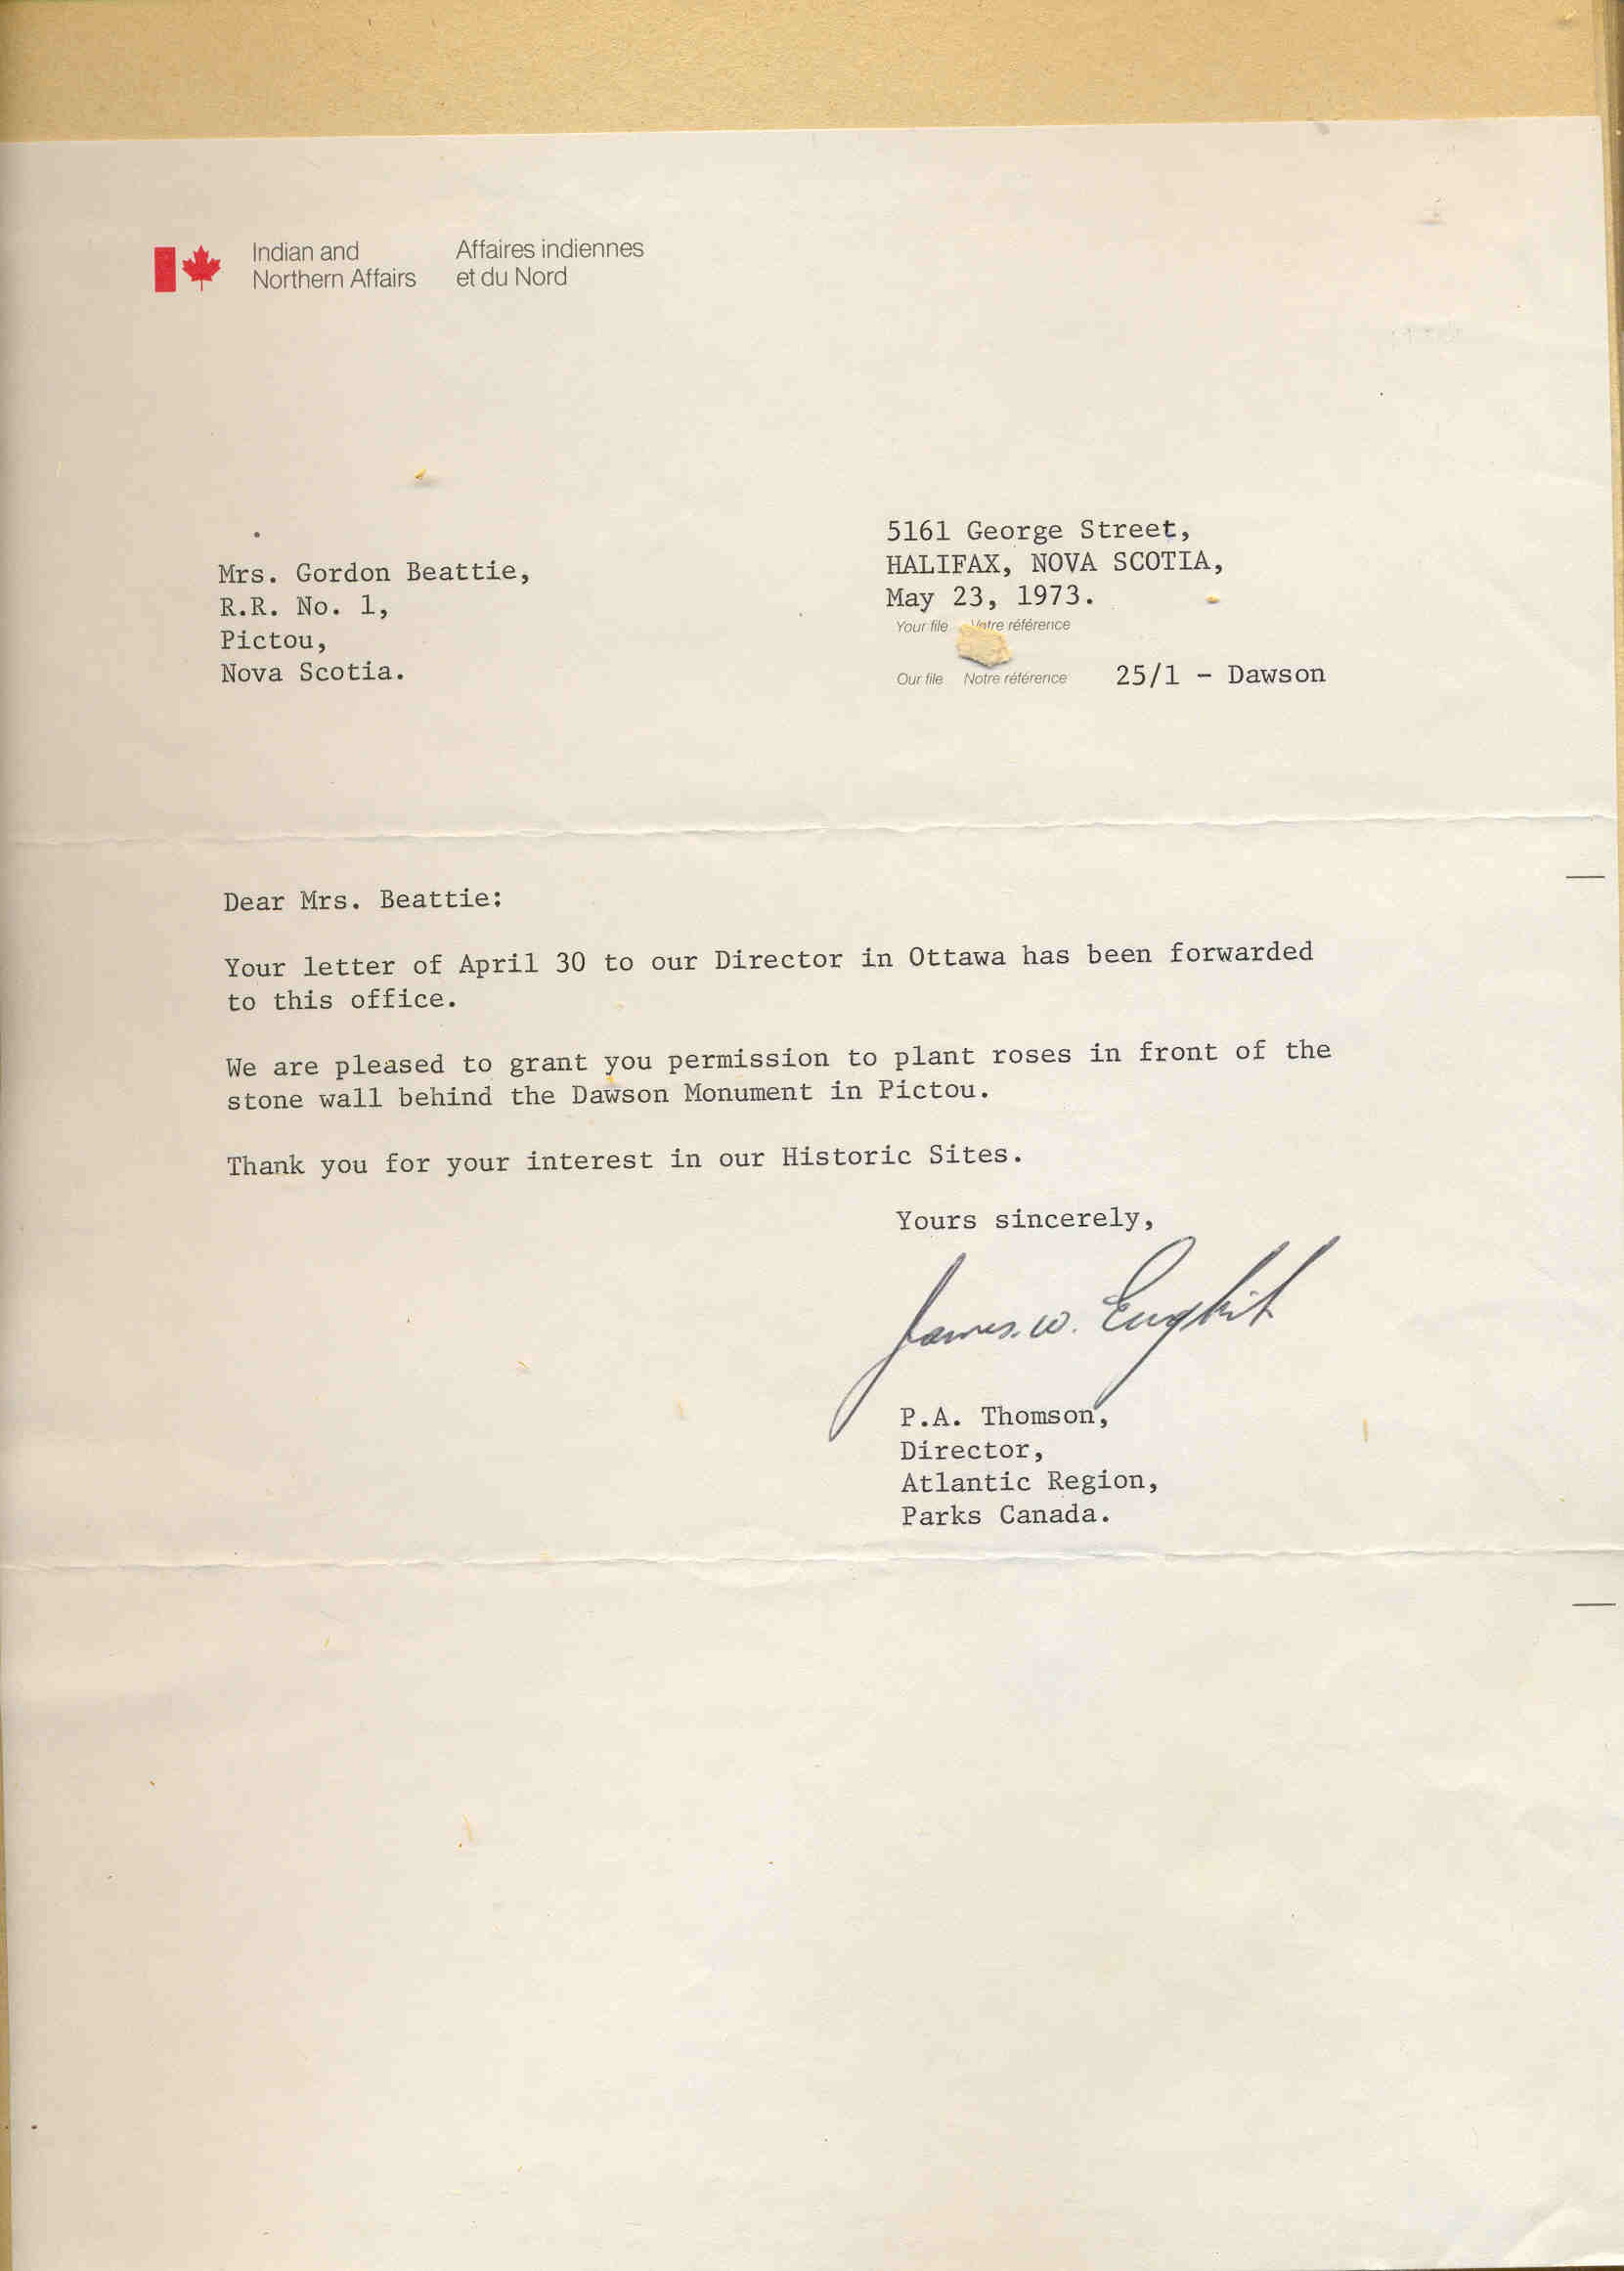 Indian and
Northern Affairs
Affaires indiennes
et du Nord
5161 George Street,
HALIFAX, NOVA SCOTIA,
May 23, 1973.
Mrs. Gordon Beattie,
R.R. No. 1,
Pictou,
Nova Scotia.
Your file Votre référence
Our file Notre référence 25/1 - Dawson
Dear Mrs. Beattie:
Your letter of April 30 to our Director in Ottawa has been forwarded
to this office.
We are pleased to grant you permission to plant roses in front of the
stone wall behind the Dawson Monument in Pictou.
Thank you for your interest in our Historic Sites.
Yours sincerely,
James. W.
P.A. Thomson,
Director,
Atlantic Region,
Parks Canada.